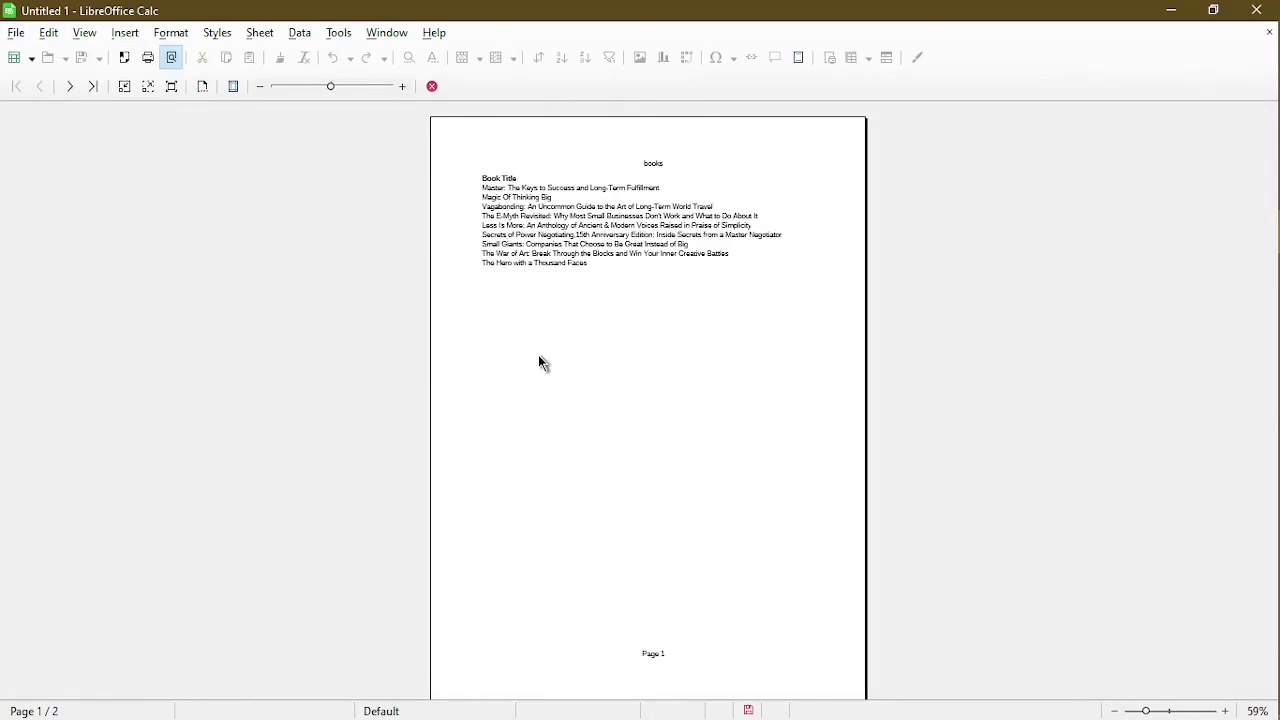 Untitled 1 - LibreOffice Calc
File Edit View Insert Format Styles Sheet Data Tools Window Help
books
Book Title
Master: The Keys to Success and Long-Term Fulfillment
Magic Of Thinking Big
Vagabonding: An Uncommon Guide to the Art of Long-Term World Travel
The E-Myth Revisited: Why Most Small Businesses Don't Work and What to Do About It
Less Is More: An Anthology of Ancient & Modern Voices Raised in Praise of Simplicity
Secrets of Power Negotiating,15th Anniversary Edition: Inside Secrets from a Master Negotiator
Small Giants: Companies That Choose to Be Great Instead of Big
The War of Art: Break Through the Blocks and Win Your Inner Creative Battles
The Hero with a Thousand Faces
Page 1
Page 1 / 2 Default 59%